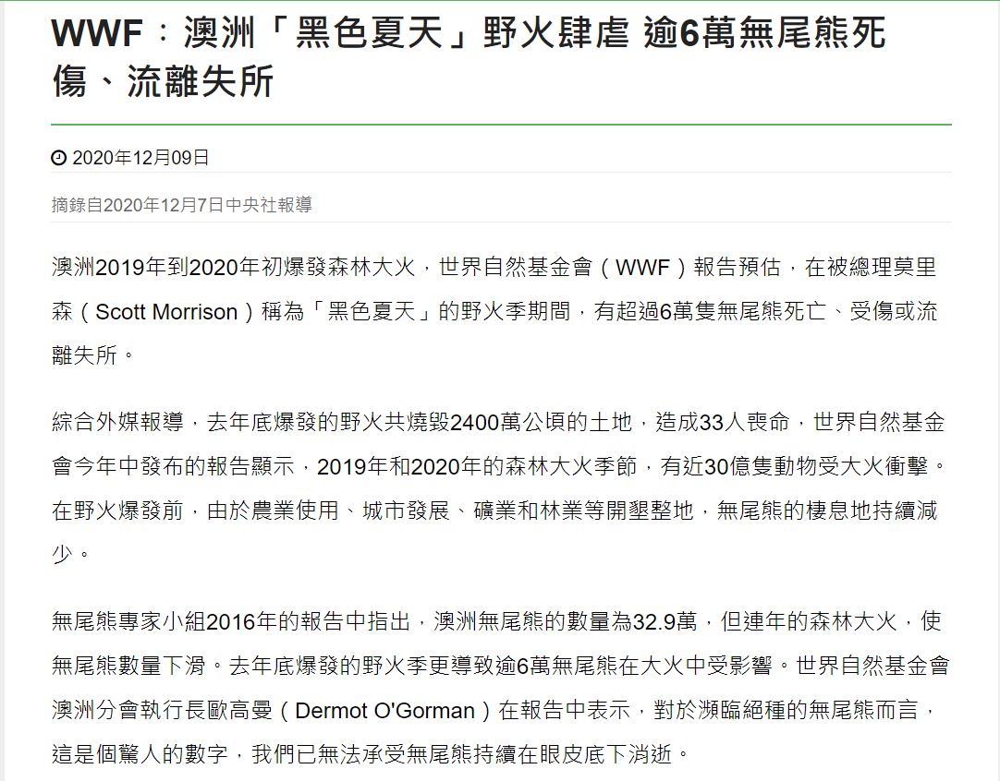 WWF：澳洲「黑色夏天」野火肆虐 逾6萬無尾熊死
傷、流離失所
2020年12月09日
摘錄自2020年12月7日中央社報導
澳洲2019年到2020年初爆發森林大火，世界自然基金會（WWF）報告預估，在被總理莫里
森（Scott Morrison）稱為「黑色夏天」的野火季期間，有超過6萬隻無尾熊死亡、受傷或流
離失所。
綜合外媒報導，去年底爆發的野火共燒毀2400萬公頃的土地，造成33人喪命，世界自然基金
會今年中發布的報告顯示，2019年和2020年的森林大火季節，有近30億隻動物受大火衝擊。
在野火爆發前，由於農業使用、城市發展、礦業和林業等開墾整地，無尾熊的棲息地持續減
少。
無尾熊專家小組2016年的報告中指出，澳洲無尾熊的數量為32.9萬，但連年的森林大火，使
無尾熊數量下滑。去年底爆發的野火季更導致逾6萬無尾熊在大火中受影響。世界自然基金會
澳洲分會執行長歐高曼（Dermot O'Gorman）在報告中表示，對於瀕臨絕種的無尾熊而言，
這是個驚人的數字，我們已無法承受無尾熊持續在眼皮底下消逝。